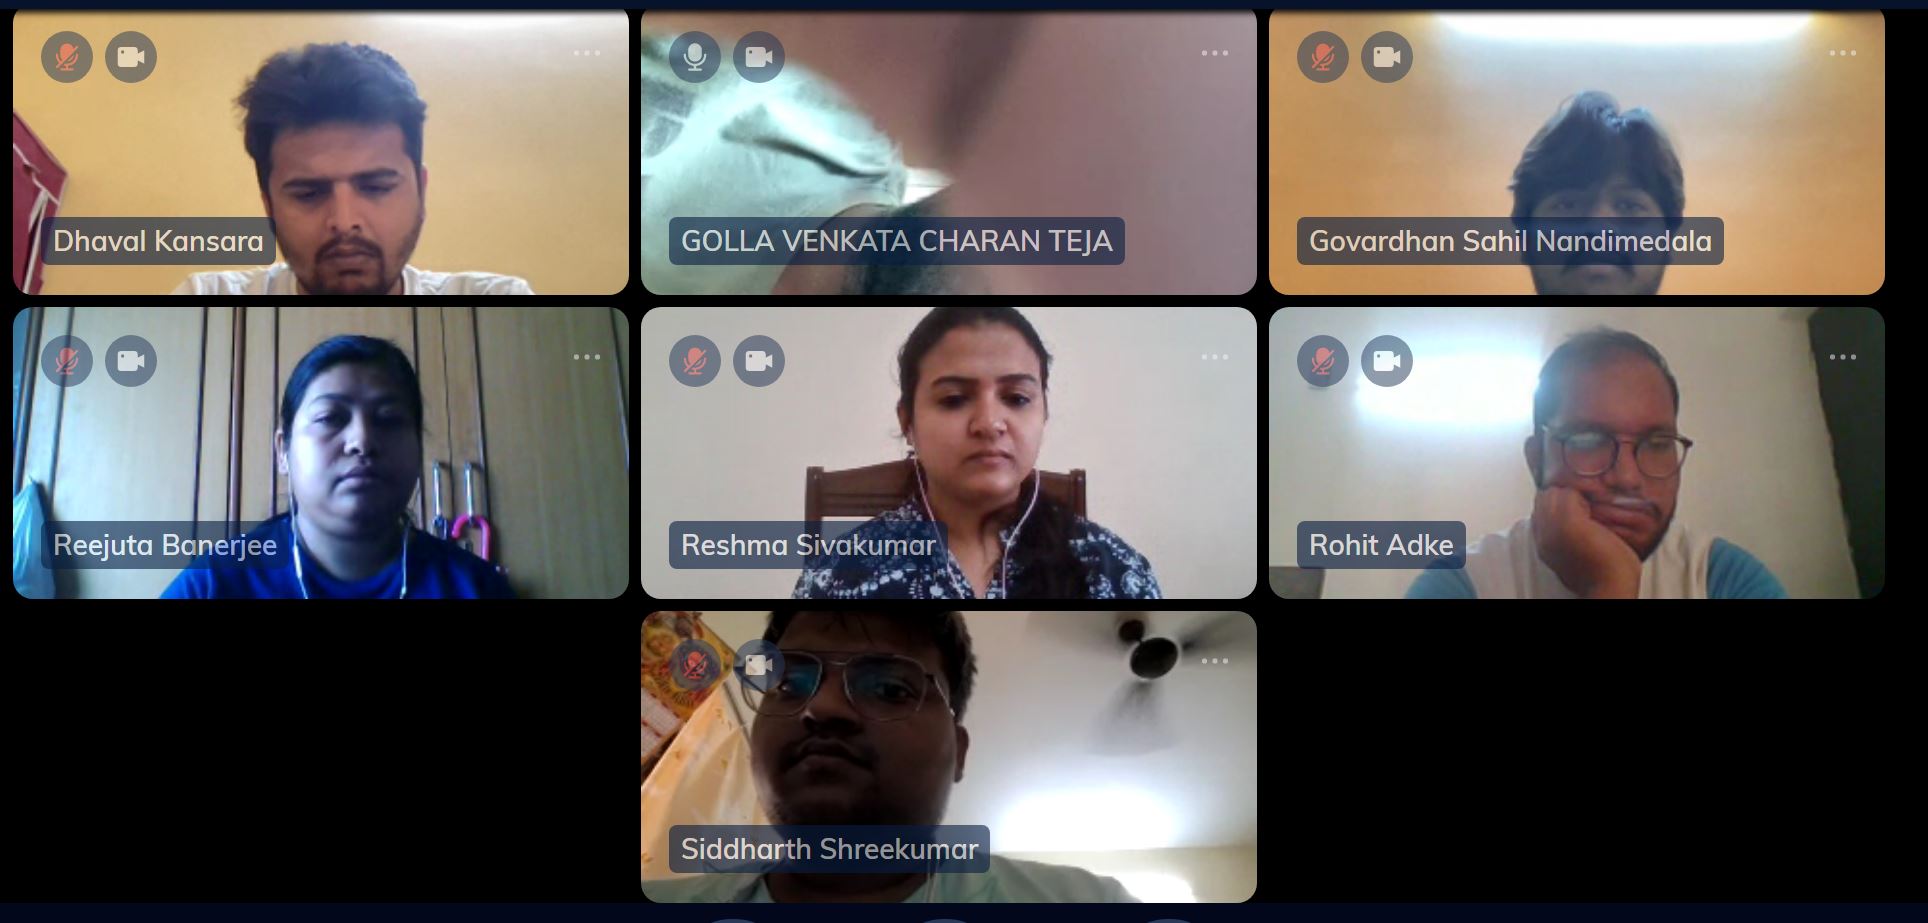 Dhaval Kansara
GOLLA VENKATA CHARAN TEJA
Govardhan Sahil Nandimedala
Reejuta Banerjee
Reshma Sivakumar
Rohit Adke
Siddharth Shreekumar